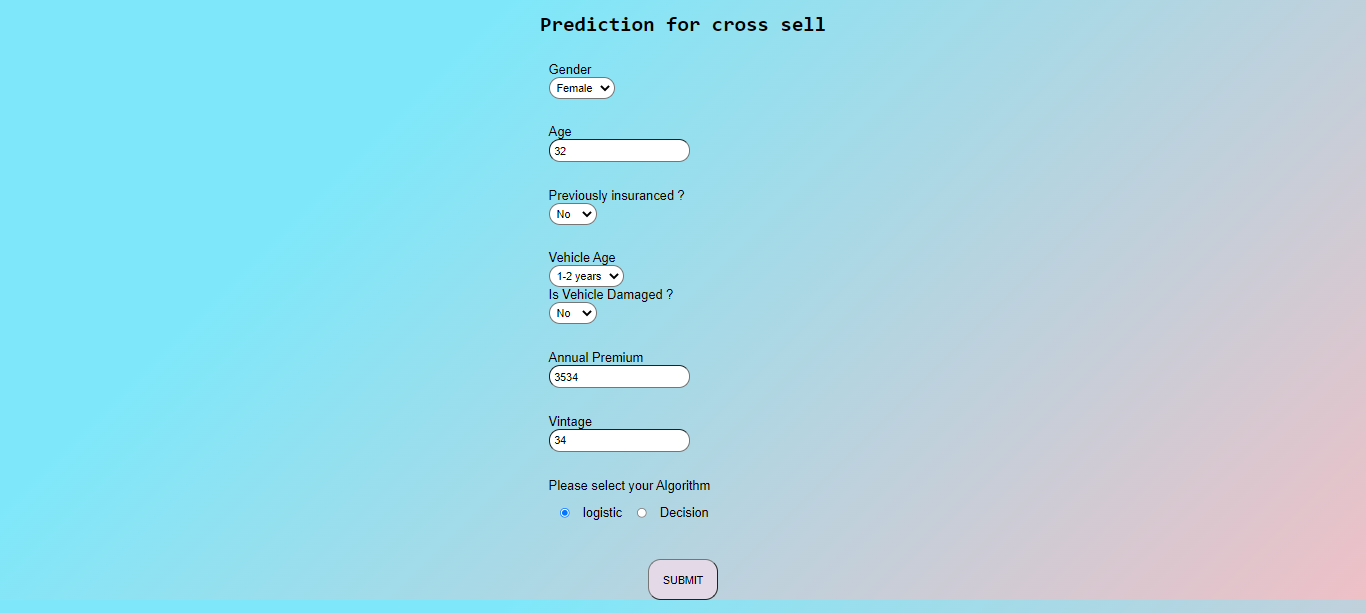 Prediction for cross sell
Gender
Female
Age
32
Previously insuranced ?
No
Vehicle Age
1-2 years
Is Vehicle Damaged ?
No
Annual Premium
3534
Vintage
34
Please select your Algorithm
logistic Decision
SUBMIT